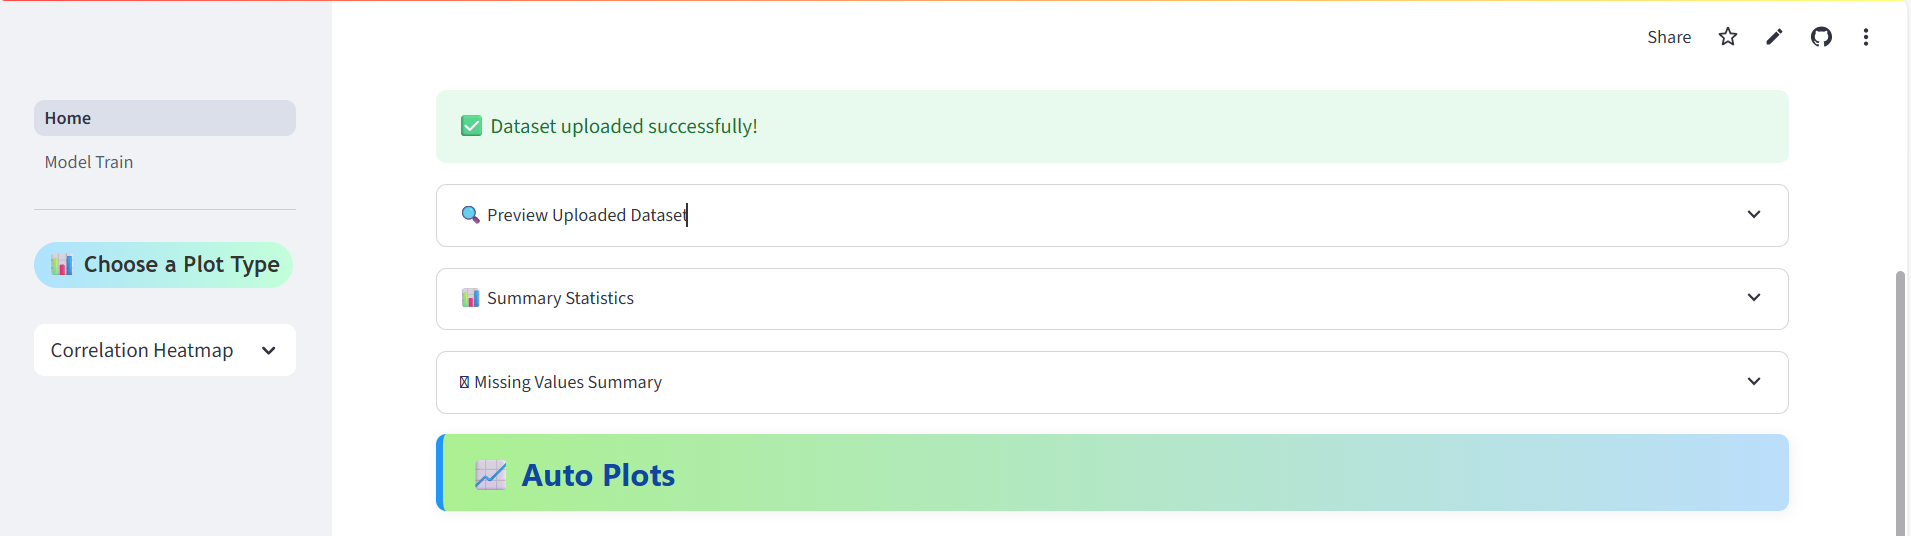 Share
Home
Model Train
📊 Choose a Plot Type
Correlation Heatmap
✅ Dataset uploaded successfully!
🔍 Preview Uploaded Dataset
📊 Summary Statistics
Missing Values Summary
📈 Auto Plots